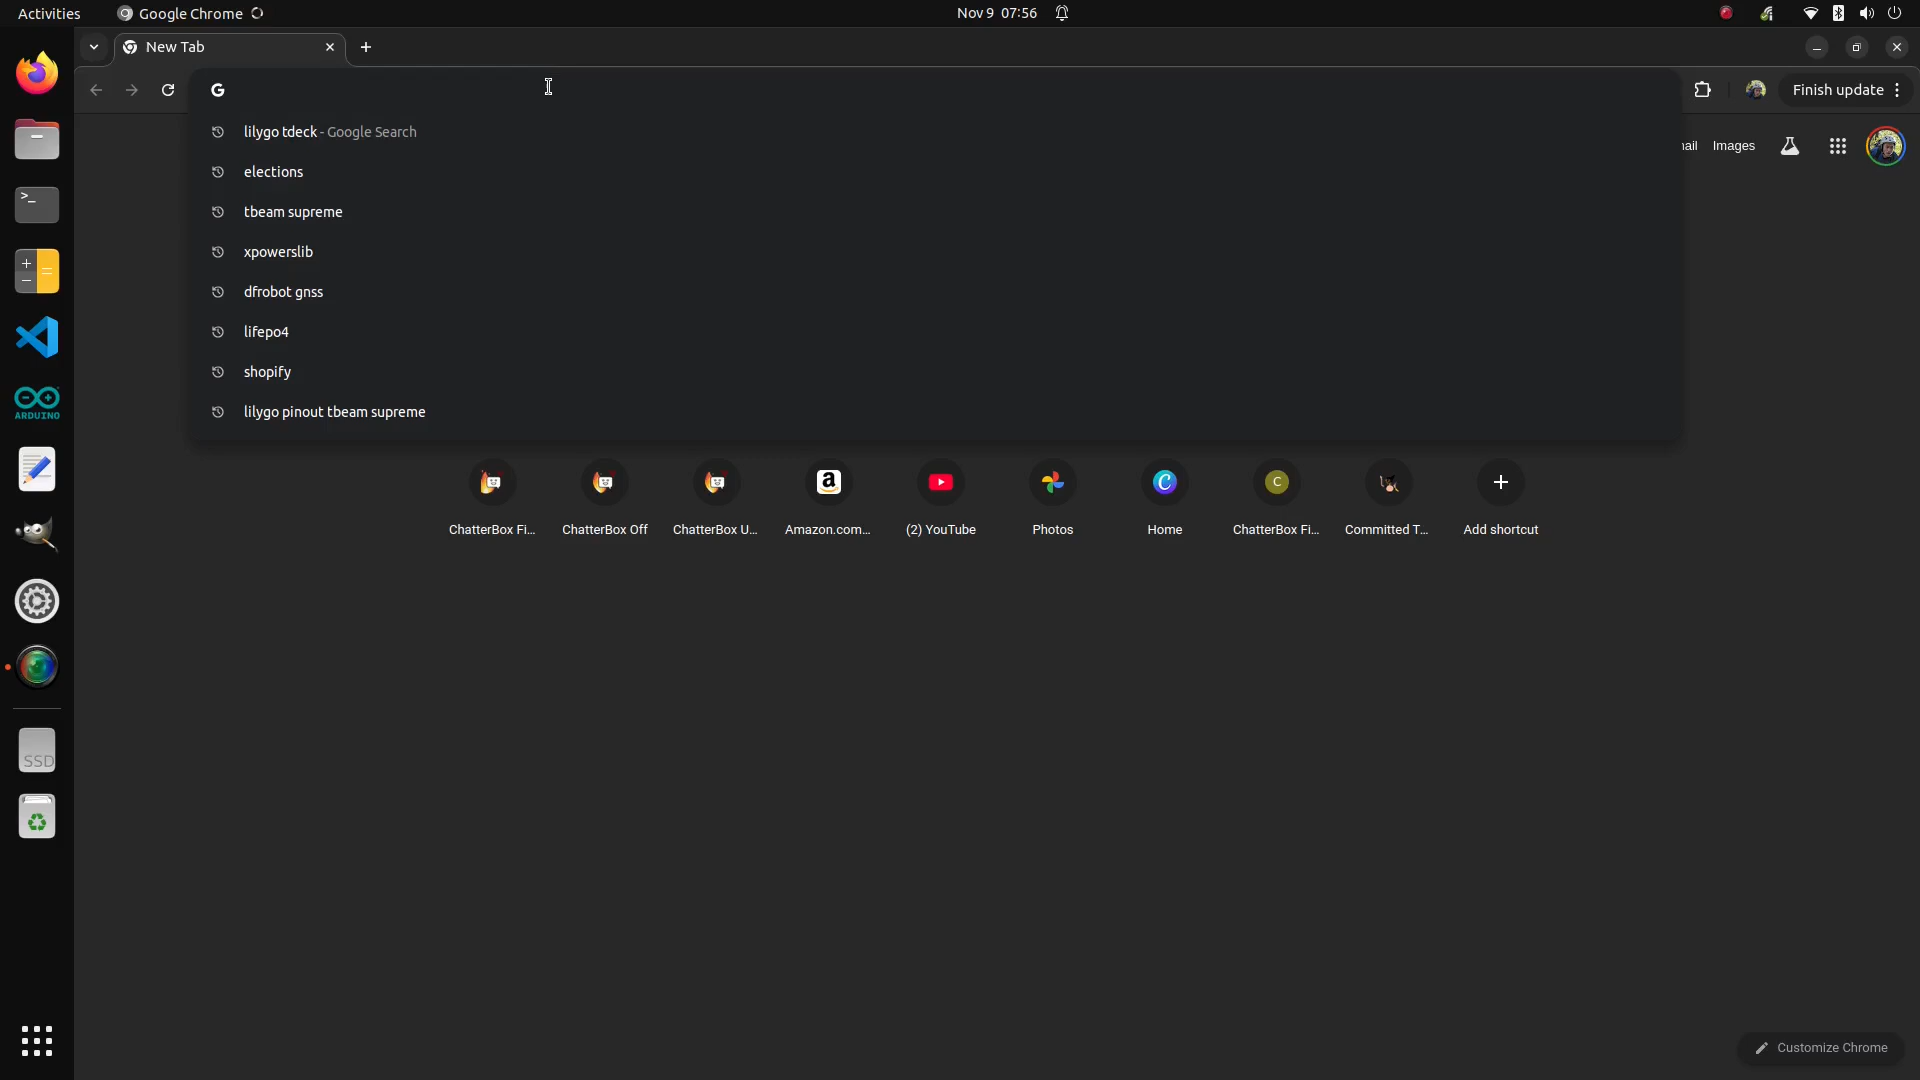 Activities
Google Chrome
Nov 9 07:56
New Tab
Finish update
lilygo tdeck - Google Search
elections
tbeam supreme
xpowerslib
dfrobot gnss
lifepo4
shopify
lilygo pinout tbeam supreme
ail
Images
ChatterBox Fi...
ChatterBox Off
ChatterBox U...
Amazon.com...
(2) YouTube
Photos
Home
C
ChatterBox Fi...
Committed T...
Add shortcut
ARDUINO
SSD
Customize Chrome